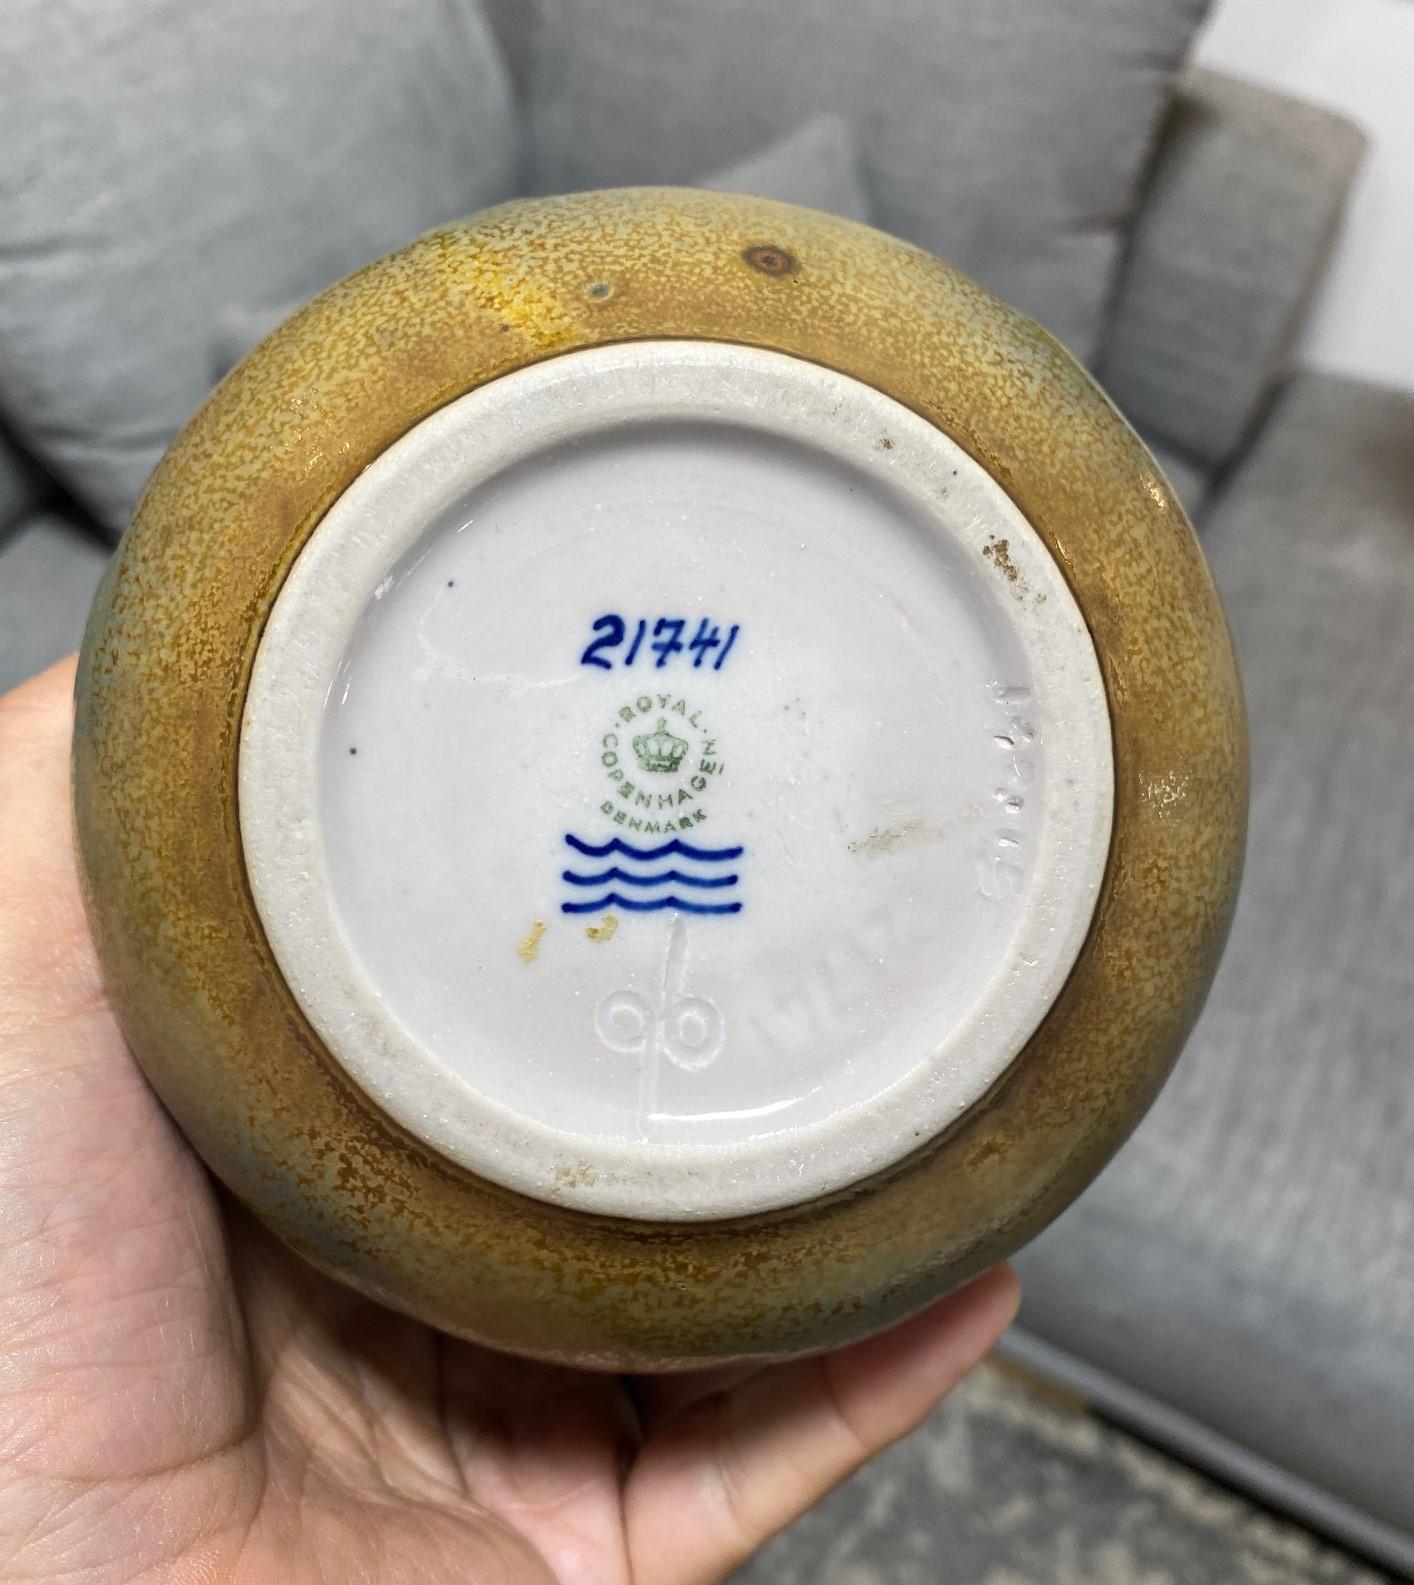 21741
ROYAL
COPENHAGEN
DENMARK